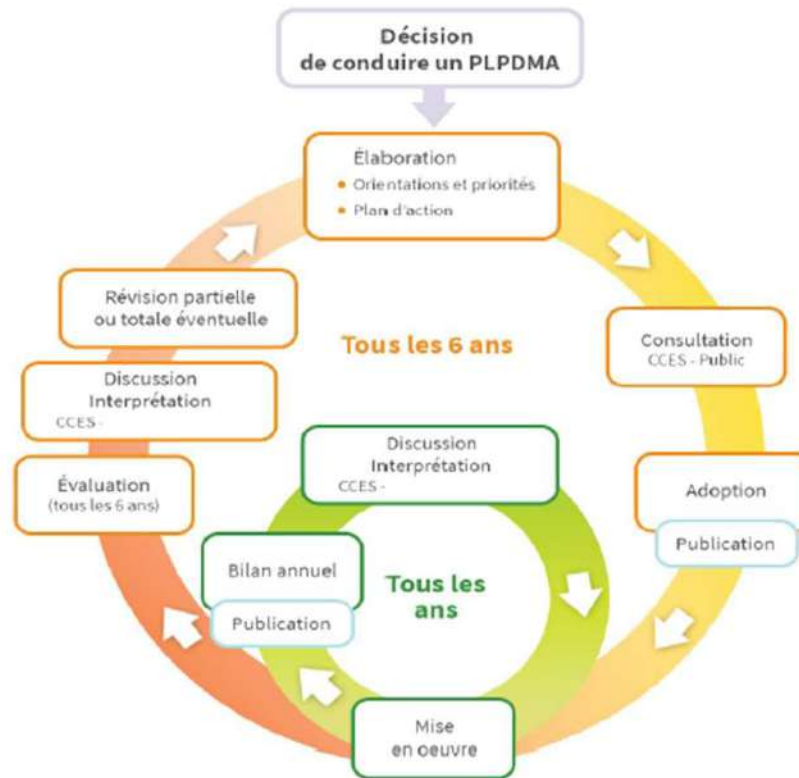 Décision
de conduire un PLPDMA
Élaboration
• Orientations et priorités
• Plan d'action
Révision partielle
ou totale éventuelle
Tous les 6 ans
Consultation
CCES - Public
Discussion
Interprétation
CCES -
Discussion
Interprétation
CCES -
Évaluation
(tous les 6 ans)
Adoption
Publication
Bilan annuel
Publication
Tous les
ans
Mise
en oeuvre